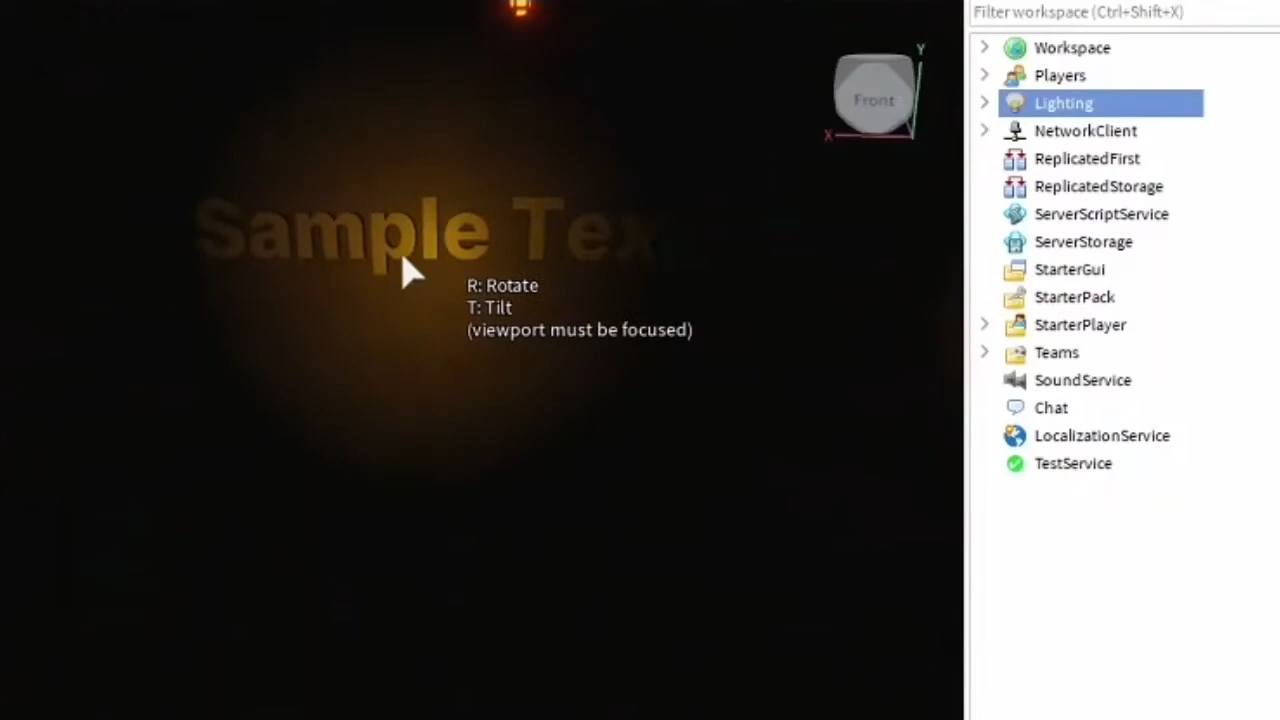 Filter workspace (Ctrl+Shift+X)
Workspace
Y
Players
Front
Lighting
X
NetworkClient
ReplicatedFirst
ReplicatedStorage
Sample Tex
ServerScriptService
ServerStorage
StarterGui
R: Rotate
StarterPack
T: Tilt
StarterPlayer
(viewport must be focused)
Teams
SoundService
Chat
LocalizationService
TestService